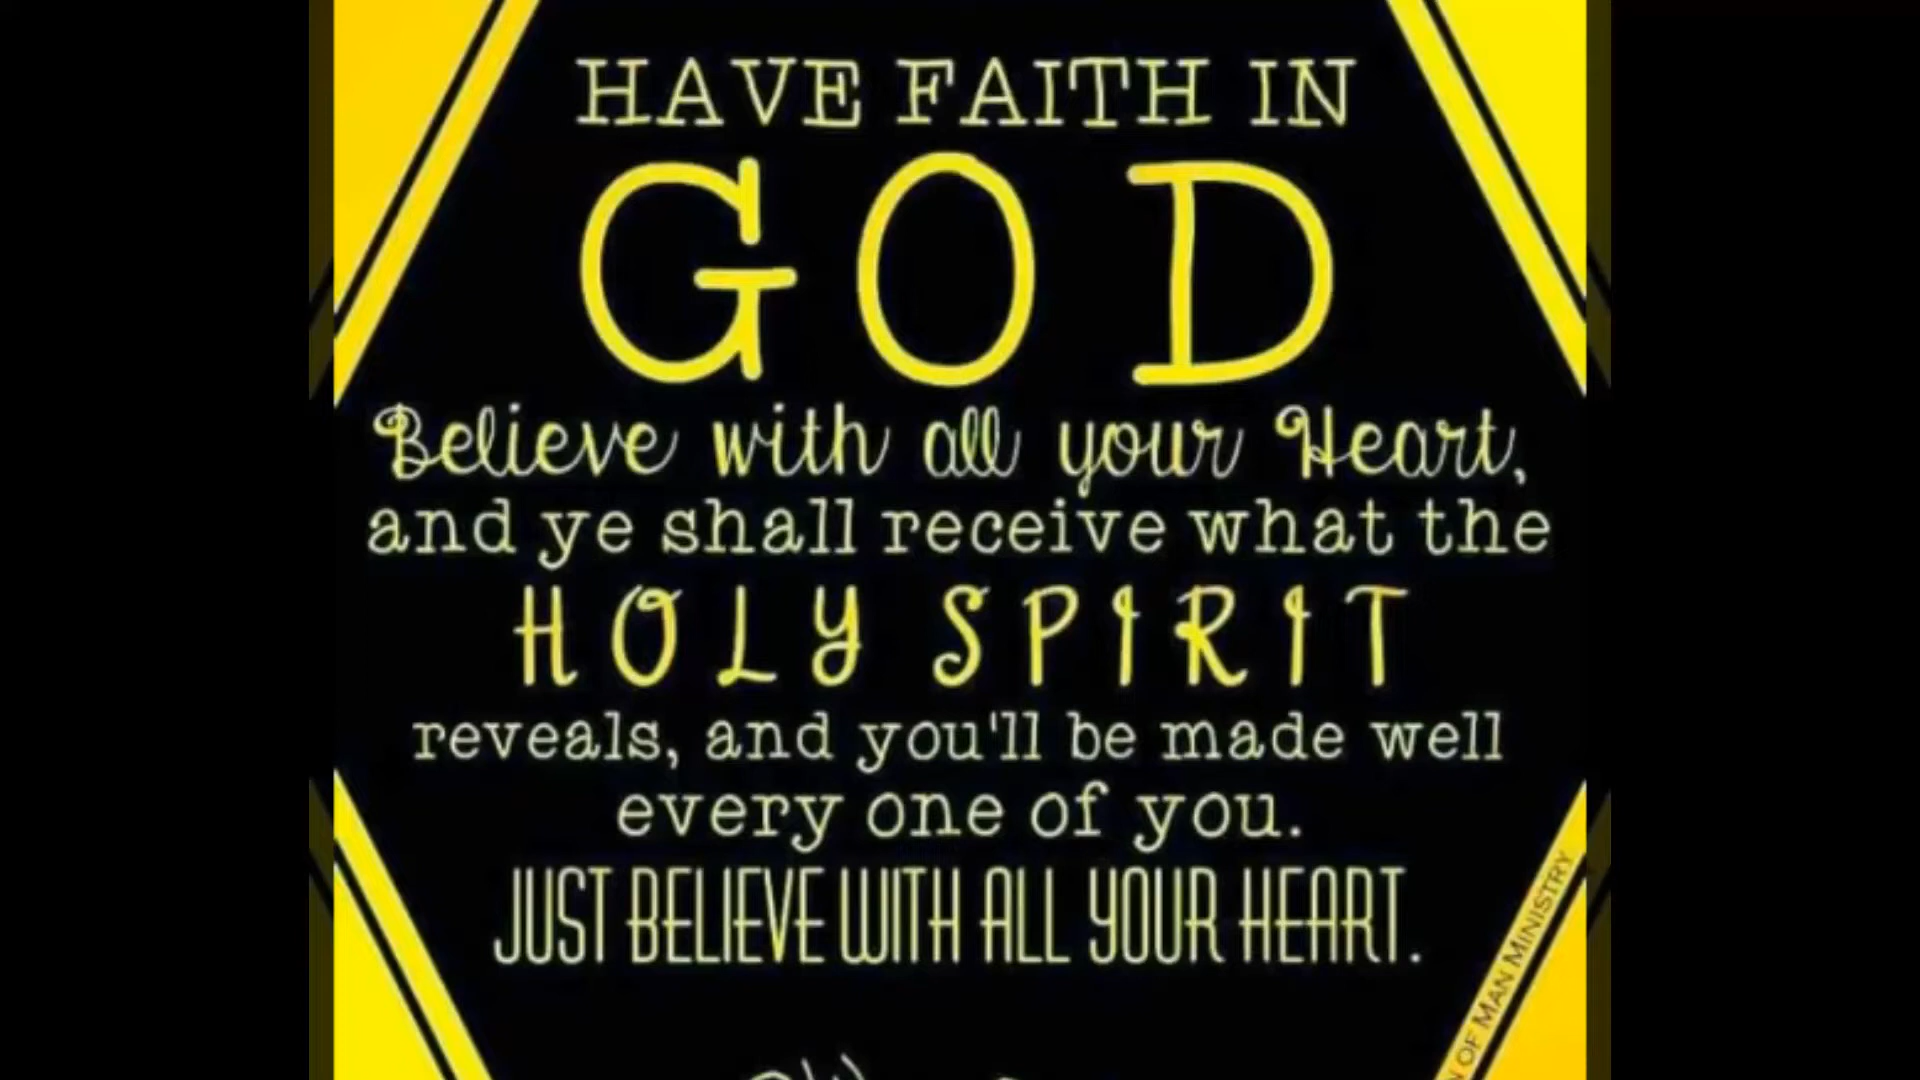 HAVE FAITH IN
GOD
Believe with all your Heart,
and ye shall receive what the
HOLY SPIRIT
reveals, and you'll be made well
every one of you.
JUST BELIEVE WITH ALL YOUR HEART.
OF MAN MINISTRY